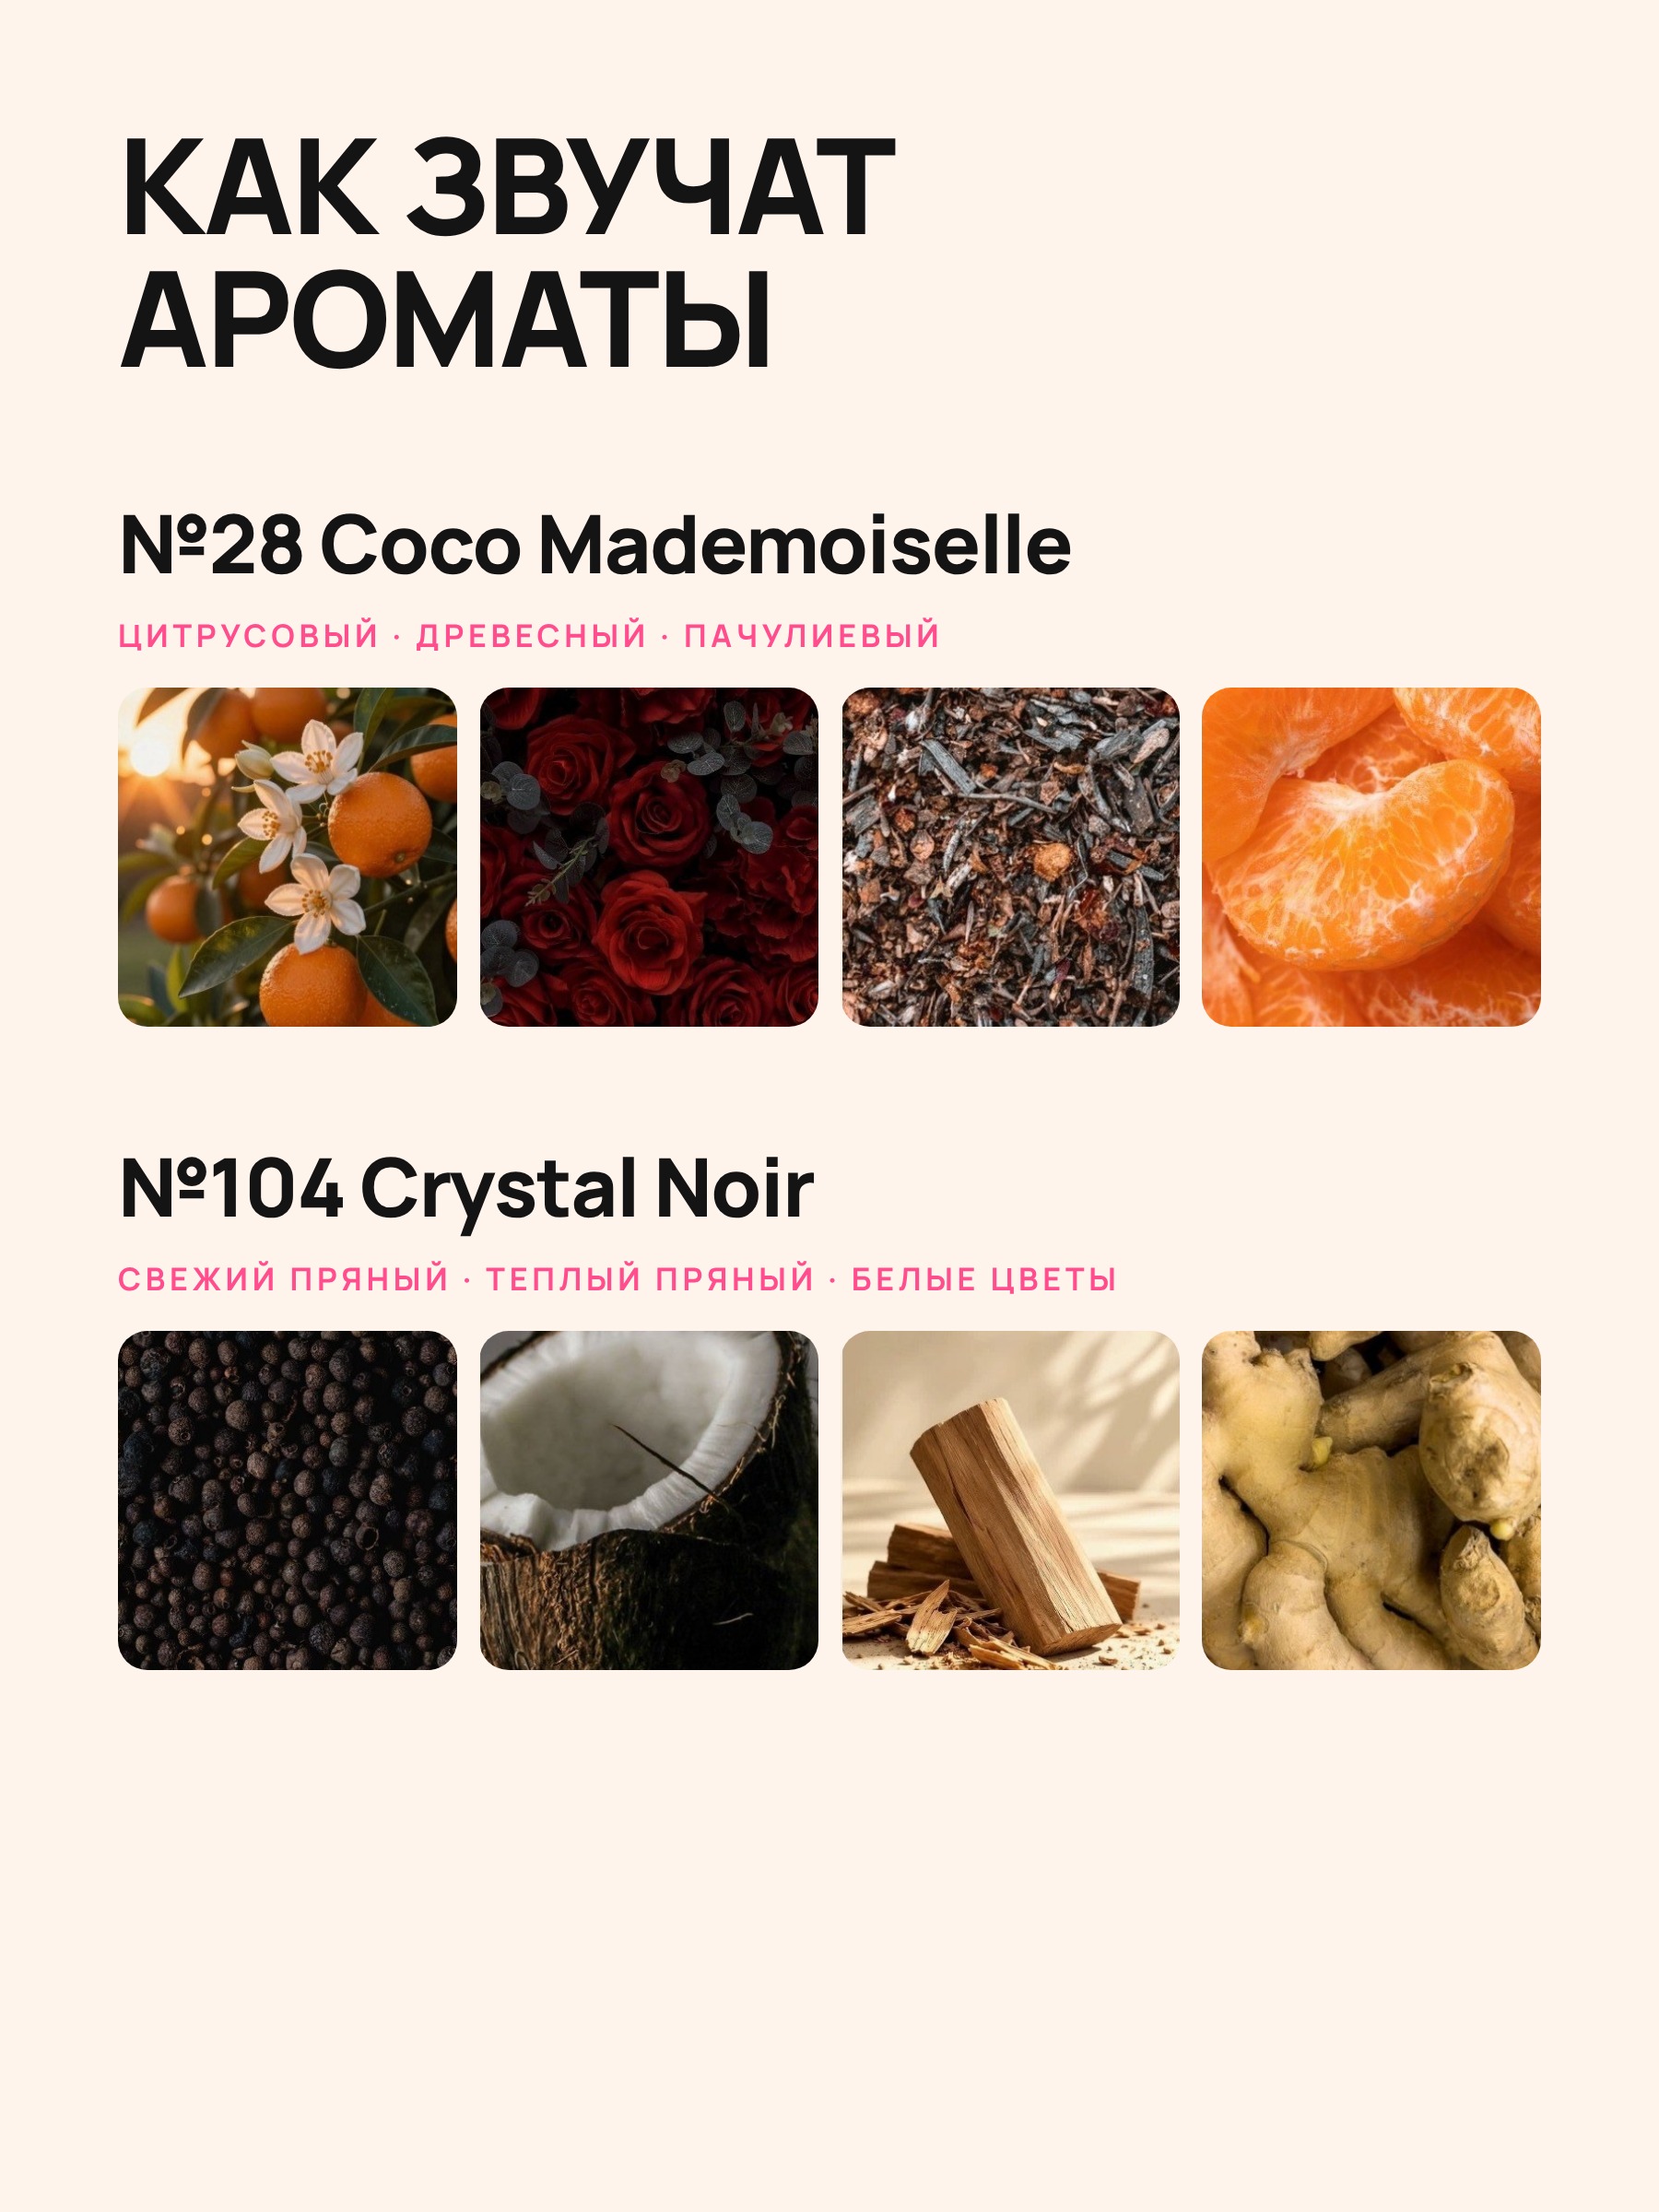 КАК ЗВУЧАТ
АРОМАТЫ
№28 Coco Mademoiselle
ЦИТРУСОВЫЙ · ДРЕВЕСНЫЙ · ПАЧУЛИЕВЫЙ
№104 Crystal Noir
СВЕЖИЙ ПРЯНЫЙ · ТЕПЛЫЙ ПРЯНЫЙ · БЕЛЫЕ ЦВЕТЫ